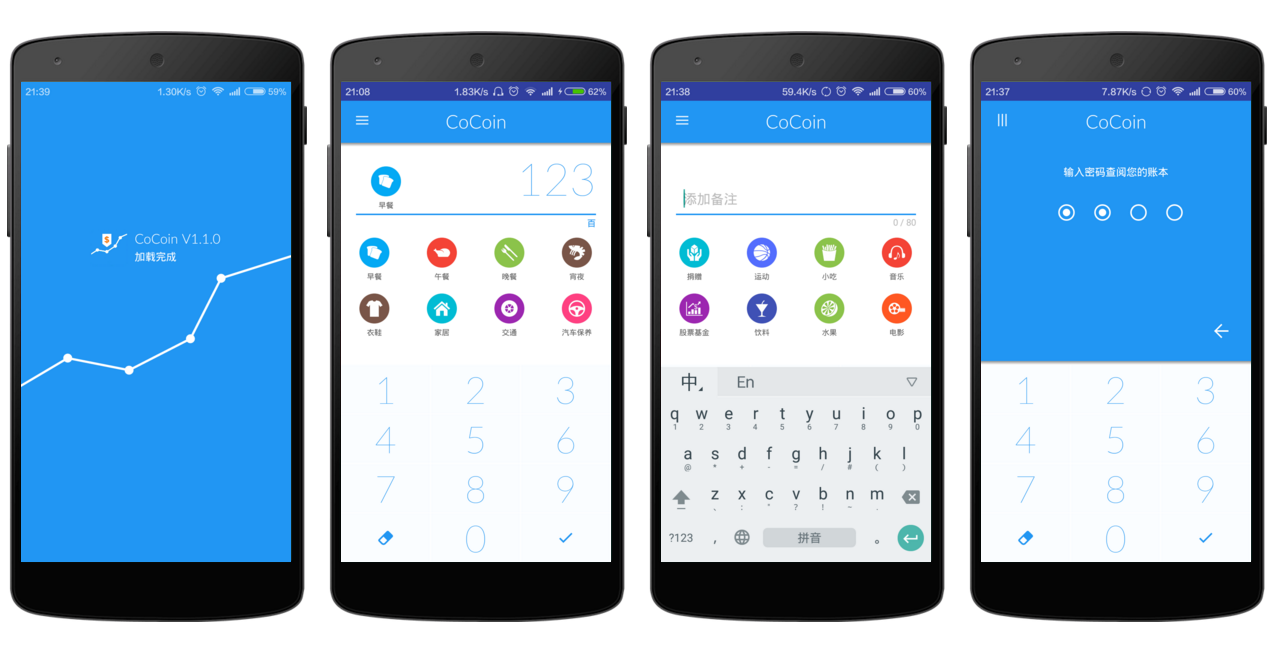 21:39 1.30K/s 59%
CoCoin V1.1.0
加载完成
21:08 1.83K/s 62%
CoCoin
123
早餐
百
早餐 午餐 晚餐 宵夜
衣鞋 家居 交通 汽车保养
1 2 3
4 5 6
7 8 9
0
21:38 59.4K/s 60%
CoCoin
添加备注
0 / 80
捐赠 运动 小吃 音乐
股票基金 饮料 水果 电影
中 En
q w e r t y u i o p
1 2 3 4 5 6 7 8 9 0
a s d f g h j k l
@ * + - = / # ( )
z x c v b n m
、 : " ? ! ~ .
?123 , 拼音 。
21:37 7.87K/s 60%
CoCoin
输入密码查阅您的账本
1 2 3
4 5 6
7 8 9
0